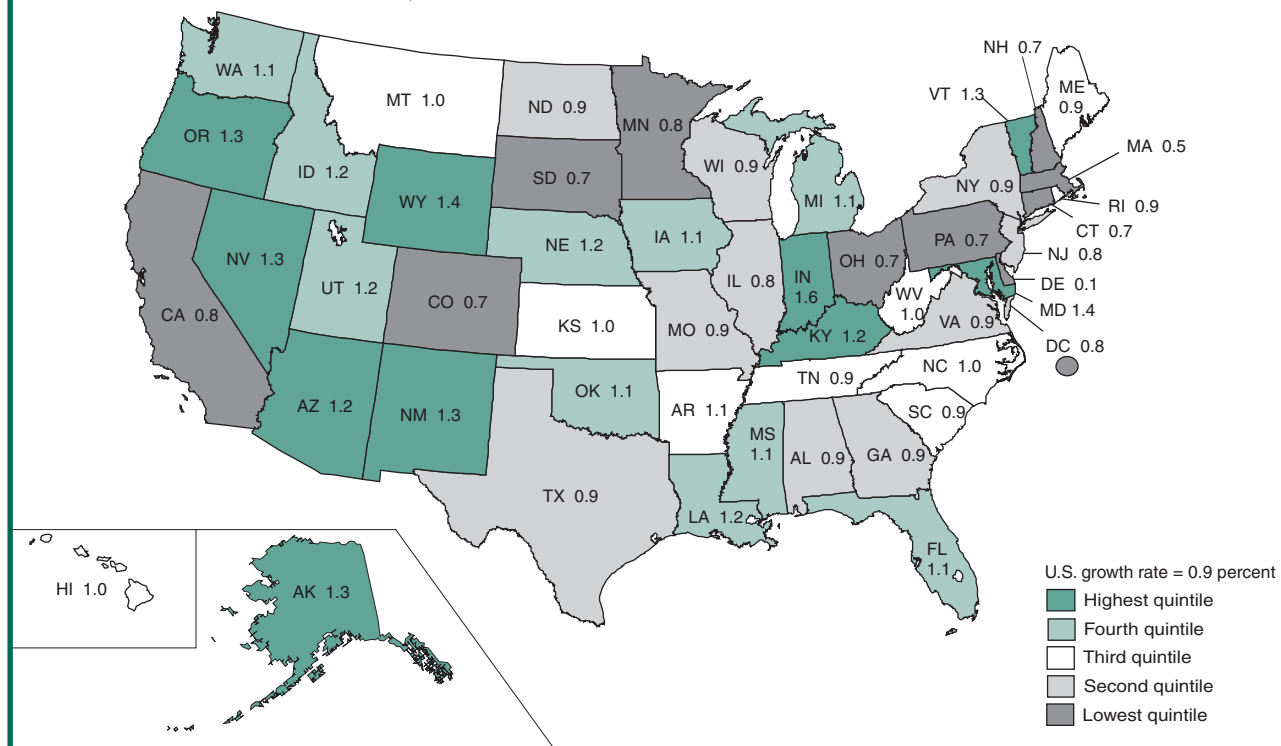 NH 0.7
WA 1.1
VT 1.3
ME
0.9
MT 1.0
ND 0.9
MN 0.8
OR 1.3
MA 0.5
ID 1.2
SD 0.7
WI 0.9
NY 0.9
WY 1.4
MI 1.1
RI 0.9
CT 0.7
NE 1.2
IA 1.1
PA 0.7
NJ 0.8
NV 1.3
OH 0.7
UT 1.2
IL 0.8
IN
1.6
DE 0.1
CO 0.7
WV
1.0
MD 1.4
CA 0.8
KS 1.0
MO 0.9
VA 0.9
KY 1.2
DC 0.8
NC 1.0
TN 0.9
OK 1.1
AZ 1.2
NM 1.3
AR 1.1
SC 0.9
MS
1.1
AL 0.9
GA 0.9
TX 0.9
LA 1.2
FL
1.1
HI 1.0
AK 1.3
U.S. growth rate = 0.9 percent
Highest quintile
Fourth quintile
Third quintile
Second quintile
Lowest quintile